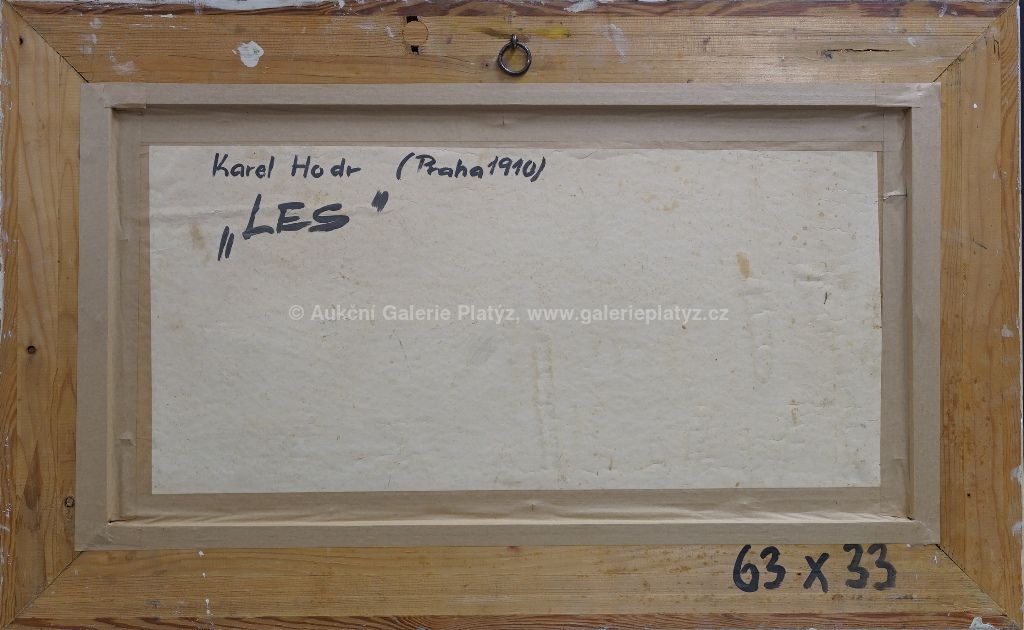 Karel Hodr (Praha 1910)
„LES"
© Aukční Galerie Platýz, www.galerieplatyz.cz
63 x 33